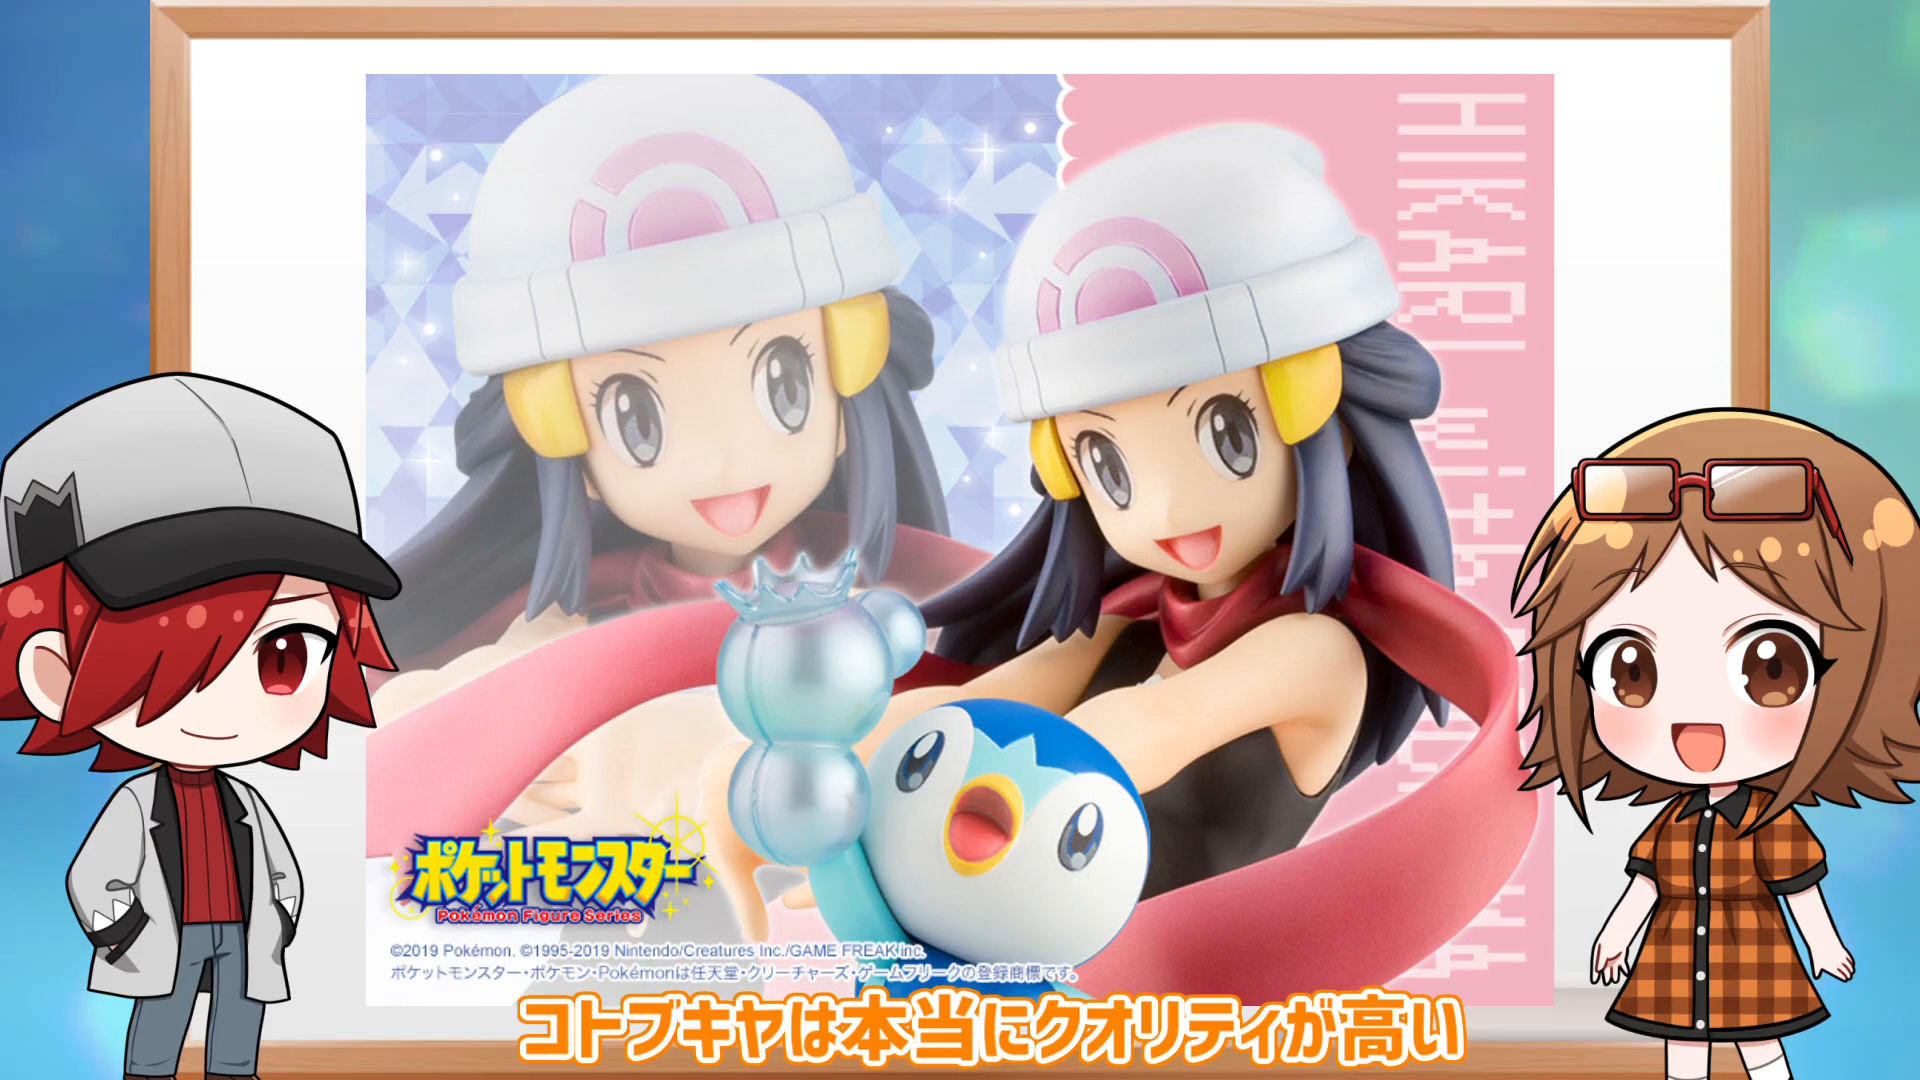 HIKARI with
ポケットモンスター
Pokémon Figure Series
©2019 Pokémon. ©1995-2019 Nintendo/Creatures Inc./GAME FREAK inc.
ポケットモンスター・ポケモン・Pokémonは任天堂・クリーチャーズ・ゲームフリークの登録商標です。
コトブキヤは本当にクオリティが高い